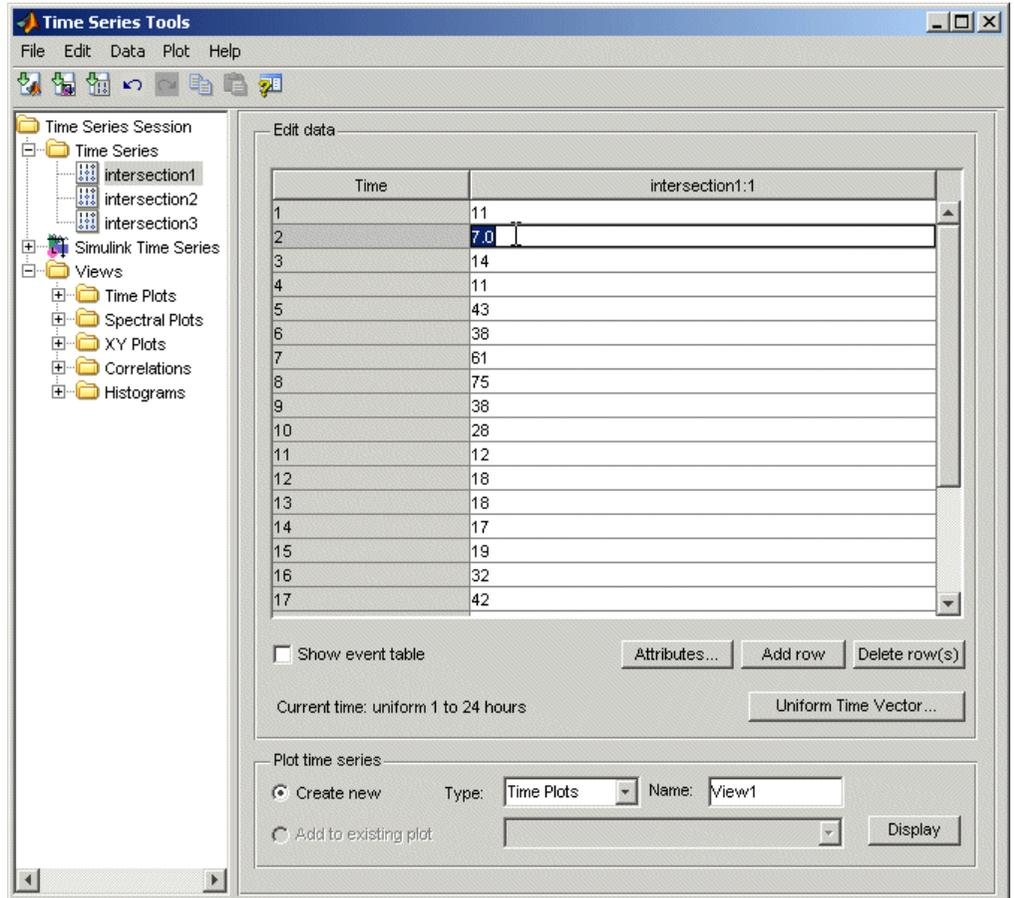 Time Series Tools
File Edit Data Plot Help
Time Series Session
Time Series
intersection1
intersection2
intersection3
Simulink Time Series
Views
Time Plots
Spectral Plots
XY Plots
Correlations
Histograms
Edit data
Time intersection1:1
1 11
2 7.0
3 14
4 11
5 43
6 38
7 61
8 75
9 38
10 28
11 12
12 18
13 18
14 17
15 19
16 32
17 42
Show event table Attributes... Add row Delete row(s)
Current time: uniform 1 to 24 hours Uniform Time Vector...
Plot time series
Create new Type: Time Plots Name: View1
Add to existing plot Display